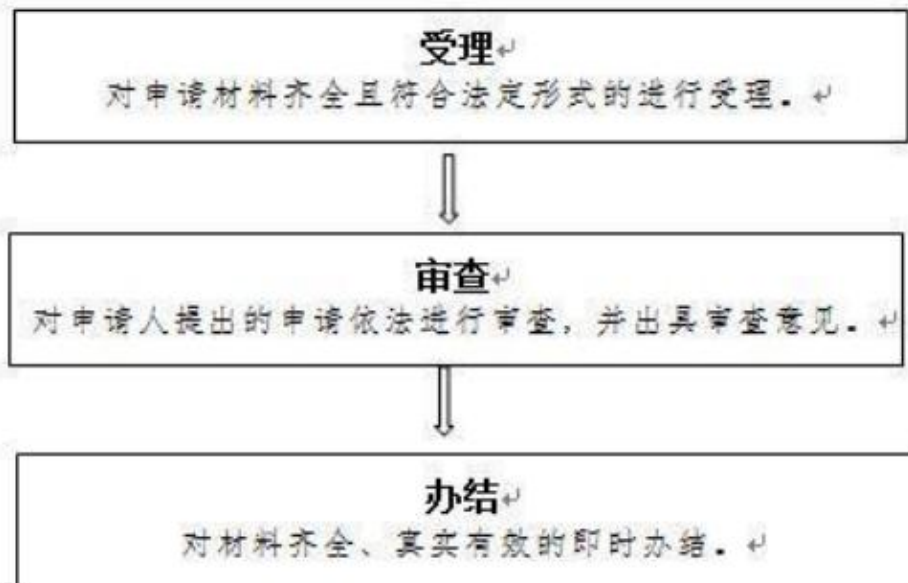 受理
对申请材料齐全且符合法定形式的进行受理。
审查
对申请人提出的申请依法进行审查，并出具审查意见。
办结
对材料齐全、真实有效的即时办结。